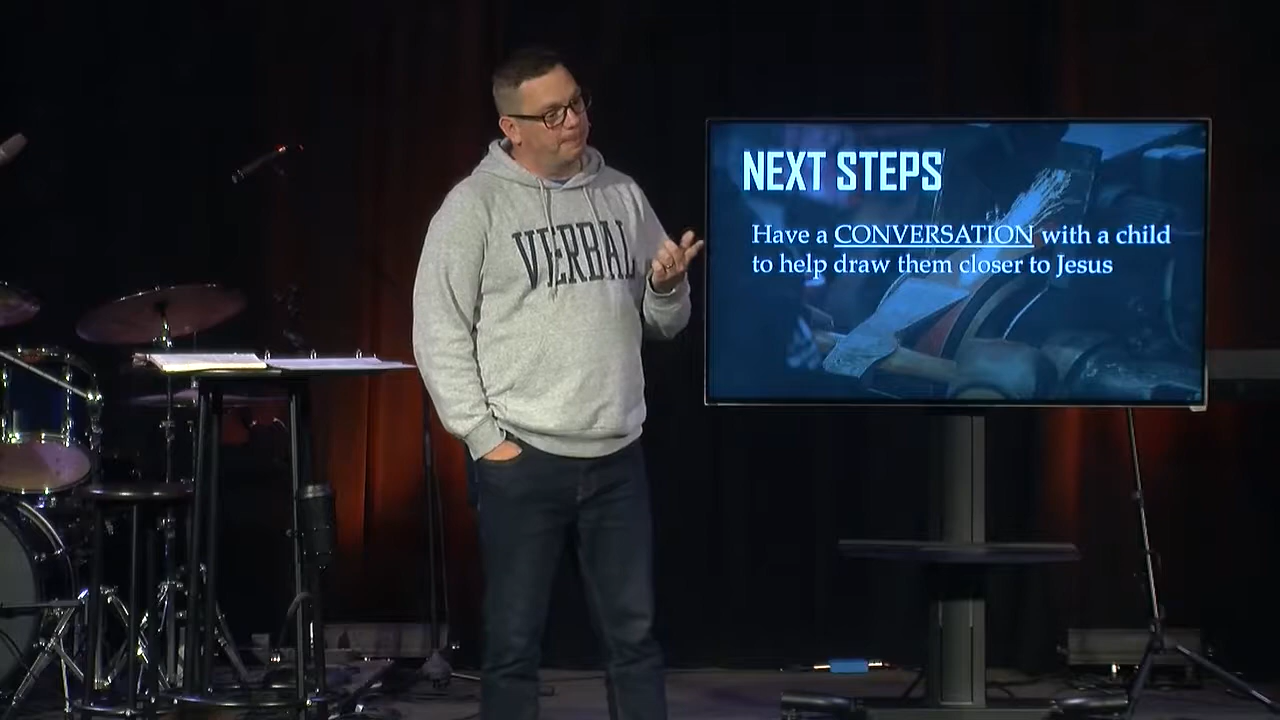 VERBAL
NEXT STEPS
Have a CONVERSATION with a child
to help draw them closer to Jesus